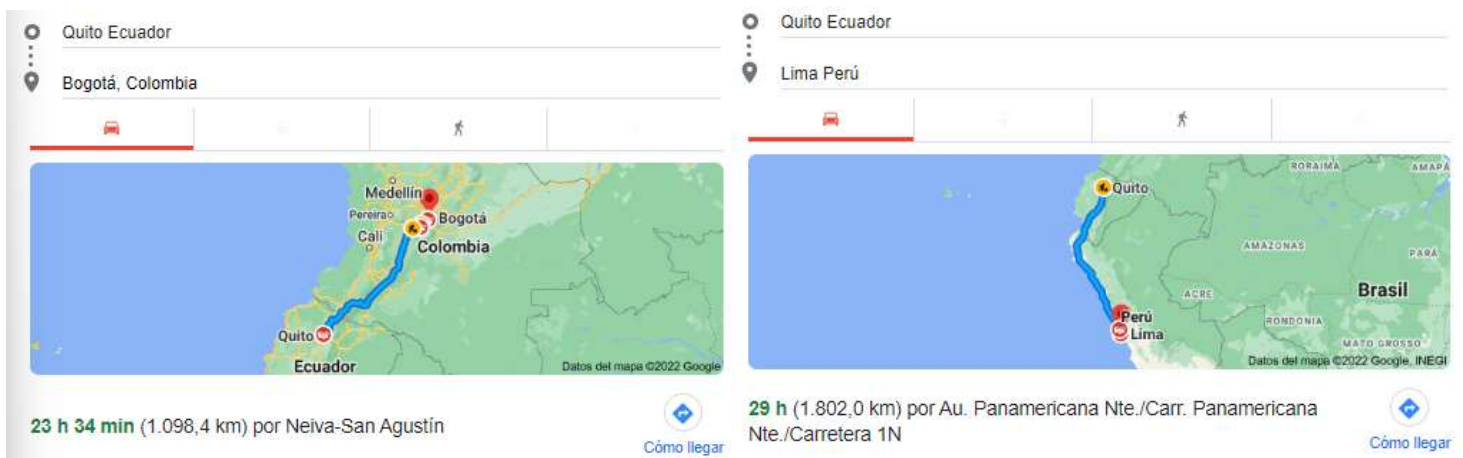 Quito Ecuador
Bogotá, Colombia
Medellín
Pereira
Bogotá
Cali
Colombia
Quito
Ecuador
Datos del mapa ©2022 Google
23 h 34 min (1.098,4 km) por Neiva-San Agustín
Cómo llegar
Quito Ecuador
Lima Perú
RORAIMA
AMAPÁ
Quito
AMAZONAS
PARÁ
ACRE
Brasil
Perú
RONDONIA
Lima
MATO GROSSO
Datos del mapa ©2022 Google, INEGI
29 h (1.802,0 km) por Au. Panamericana Nte./Carr. Panamericana
Nte./Carretera 1N
Cómo llegar